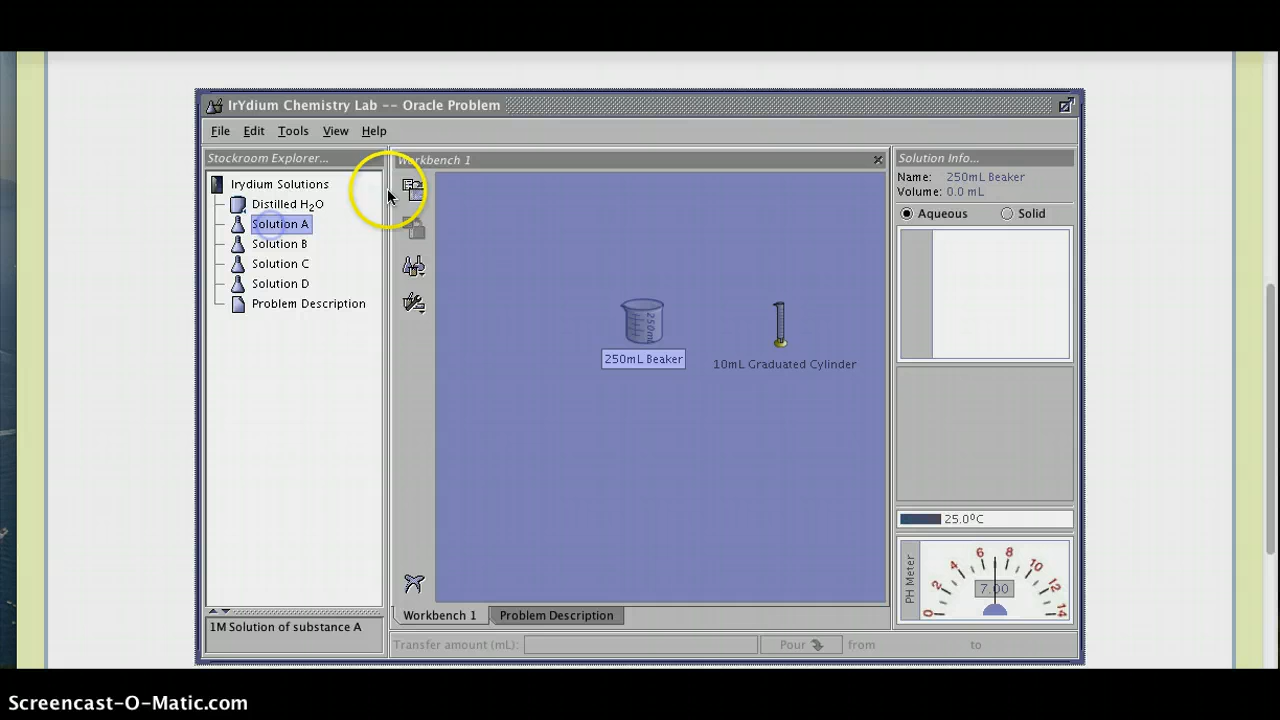 IrYdium Chemistry Lab -- Oracle Problem
File Edit Tools View Help
Stockroom Explorer...
Irydium Solutions
Distilled H₂O
Solution A
Solution B
Solution C
Solution D
Problem Description
1M Solution of substance A
Workbench 1
250mL
250mL Beaker
10mL Graduated Cylinder
Workbench 1 Problem Description
Transfer amount (mL): Pour from to
Solution Info...
Name: 250mL Beaker
Volume: 0.0 mL
Aqueous Solid
25.0°C
PH Meter
0 2 4 6 8 10 12 14
7.00
Screencast-O-Matic.com